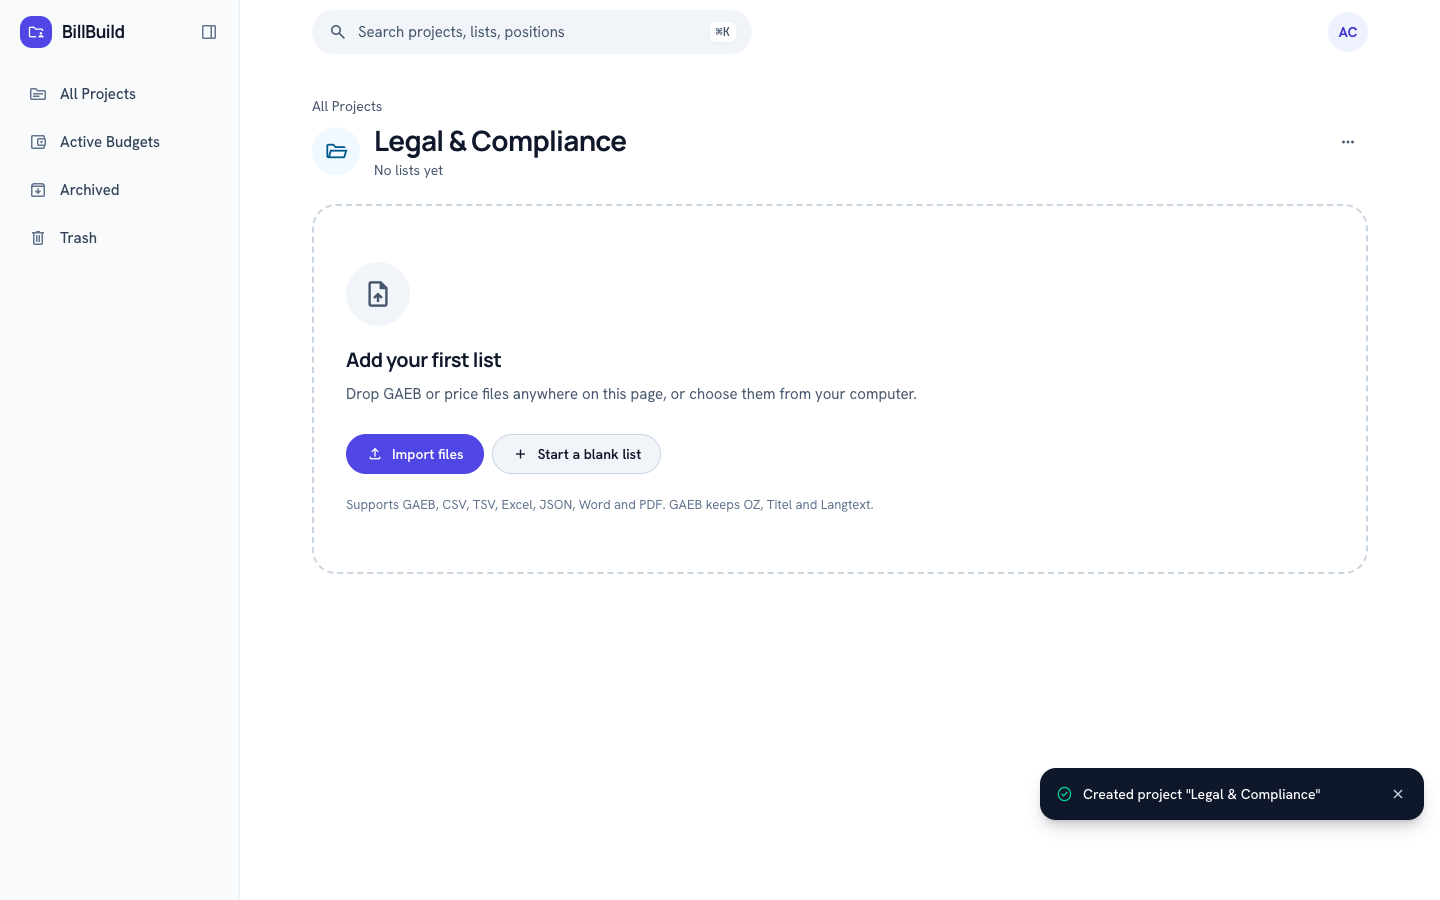 BillBuild
All Projects
Active Budgets
Archived
Trash
Search projects, lists, positions
⌘K
AC
All Projects
Legal & Compliance
No lists yet
Add your first list
Drop GAEB or price files anywhere on this page, or choose them from your computer.
Import files
Start a blank list
Supports GAEB, CSV, TSV, Excel, JSON, Word and PDF. GAEB keeps OZ, Titel and Langtext.
Created project "Legal & Compliance"